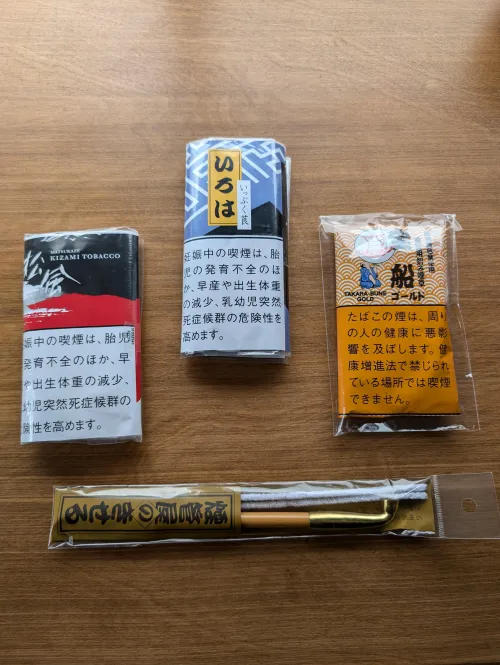 MATSUKAZE
KIZAMI TOBACCO
松
娠中の喫煙は、胎児
発育不全のほか、早
や出生体重の減少、
幼児突然死症候群の
険性を高めます。
いろは
いっぷく莨
妊娠中の喫煙は、胎
児の発育不全のほ
か、早産や出生体重
の減少、乳幼児突然
死症候群の危険性を
高めます。
船
ゴールド
TAKARA-BUNE
GOLD
たばこの煙は、周り
の人の健康に悪影
響を及ぼします。健
康増進法で禁じられ
ている場所では喫煙
できません。
煙管屋のきせる